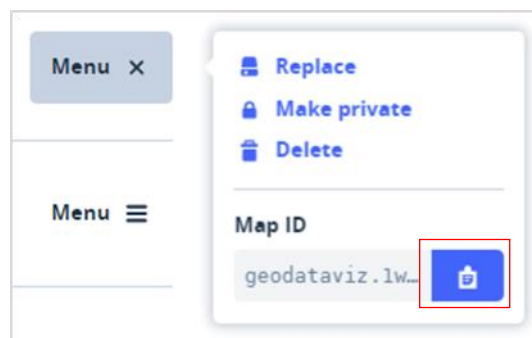 Menu ×
Replace
Make private
Delete
Menu ☰
Map ID
geodataviz.1w…